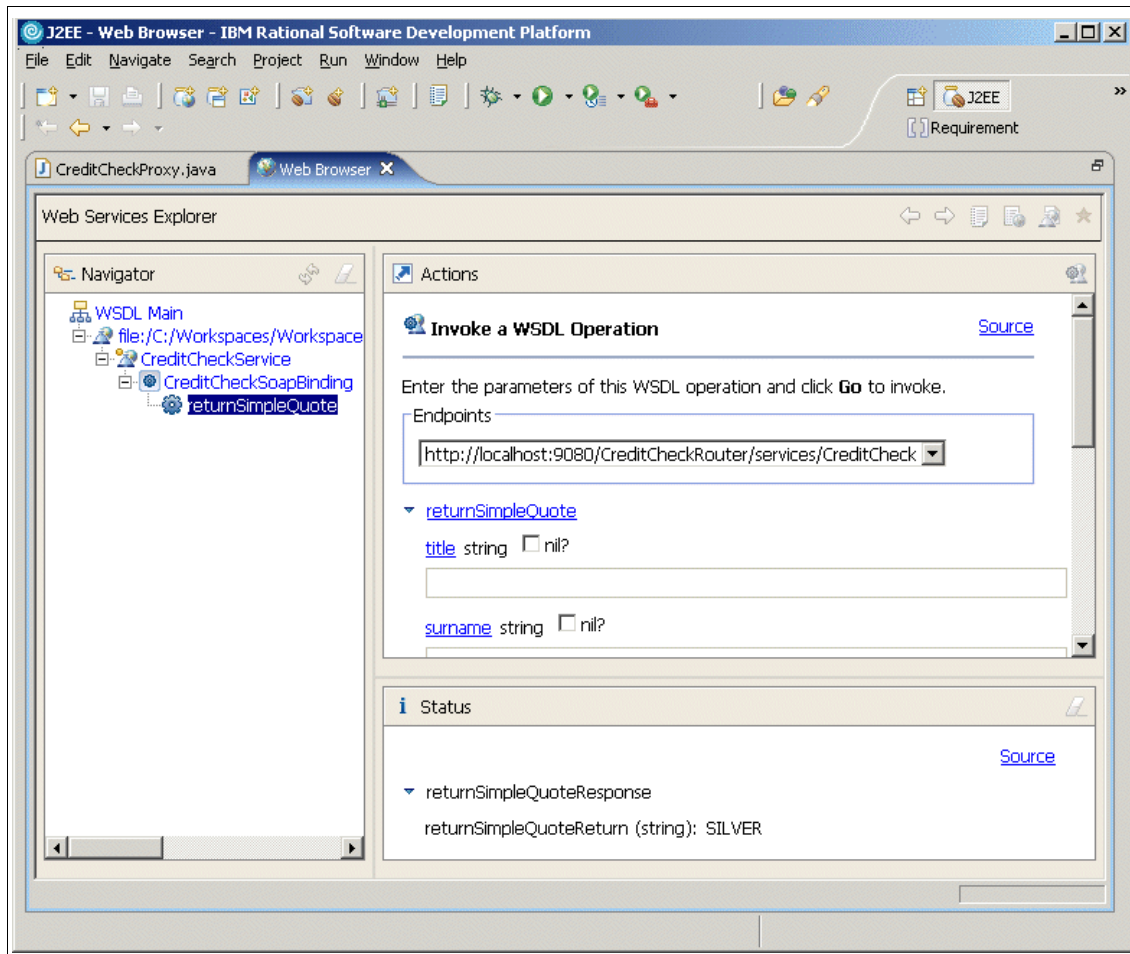 J2EE - Web Browser - IBM Rational Software Development Platform
File Edit Navigate Search Project Run Window Help
J2EE
»
Requirement
CreditCheckProxy.java
Web Browser
Web Services Explorer
Navigator
WSDL Main
file:/C:/Workspaces/Workspace
CreditCheckService
CreditCheckSoapBinding
returnSimpleQuote
Actions
Invoke a WSDL Operation
Source
Enter the parameters of this WSDL operation and click Go to invoke.
Endpoints
http://localhost:9080/CreditCheckRouter/services/CreditCheck
returnSimpleQuote
title string nil?
surname string nil?
i Status
Source
returnSimpleQuoteResponse
returnSimpleQuoteReturn (string): SILVER